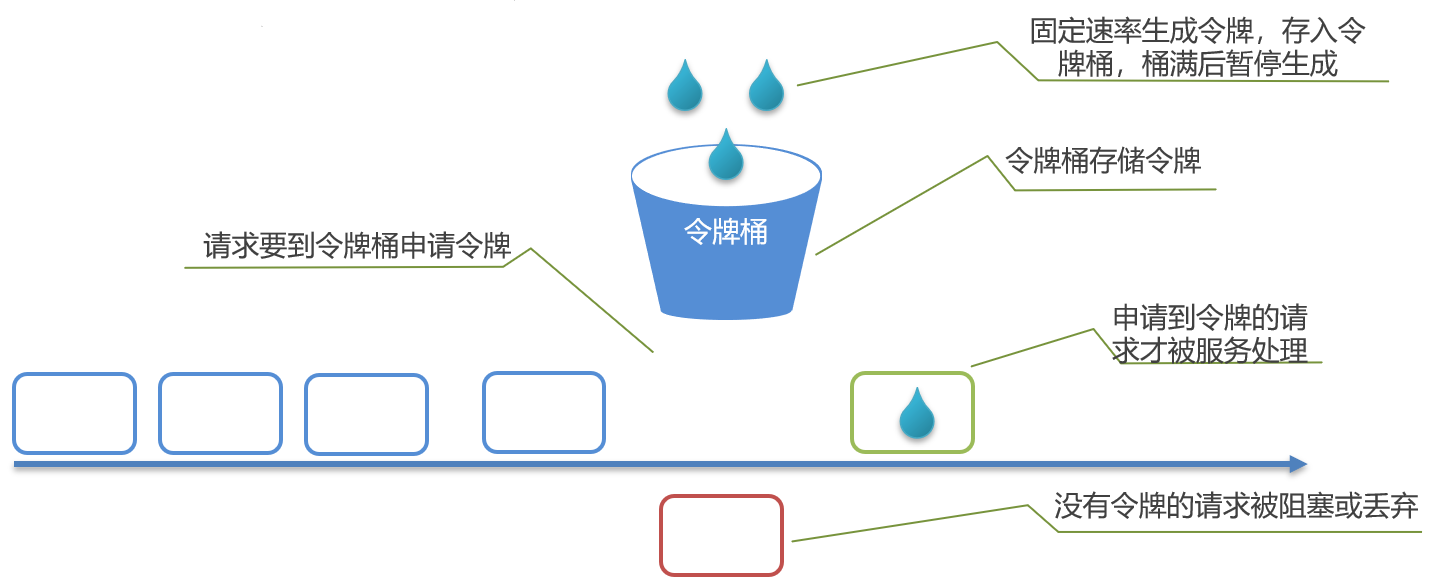 固定速率生成令牌，存入令
牌桶，桶满后暂停生成
令牌桶存储令牌
令牌桶
请求要到令牌桶申请令牌
申请到令牌的请
求才被服务处理
没有令牌的请求被阻塞或丢弃